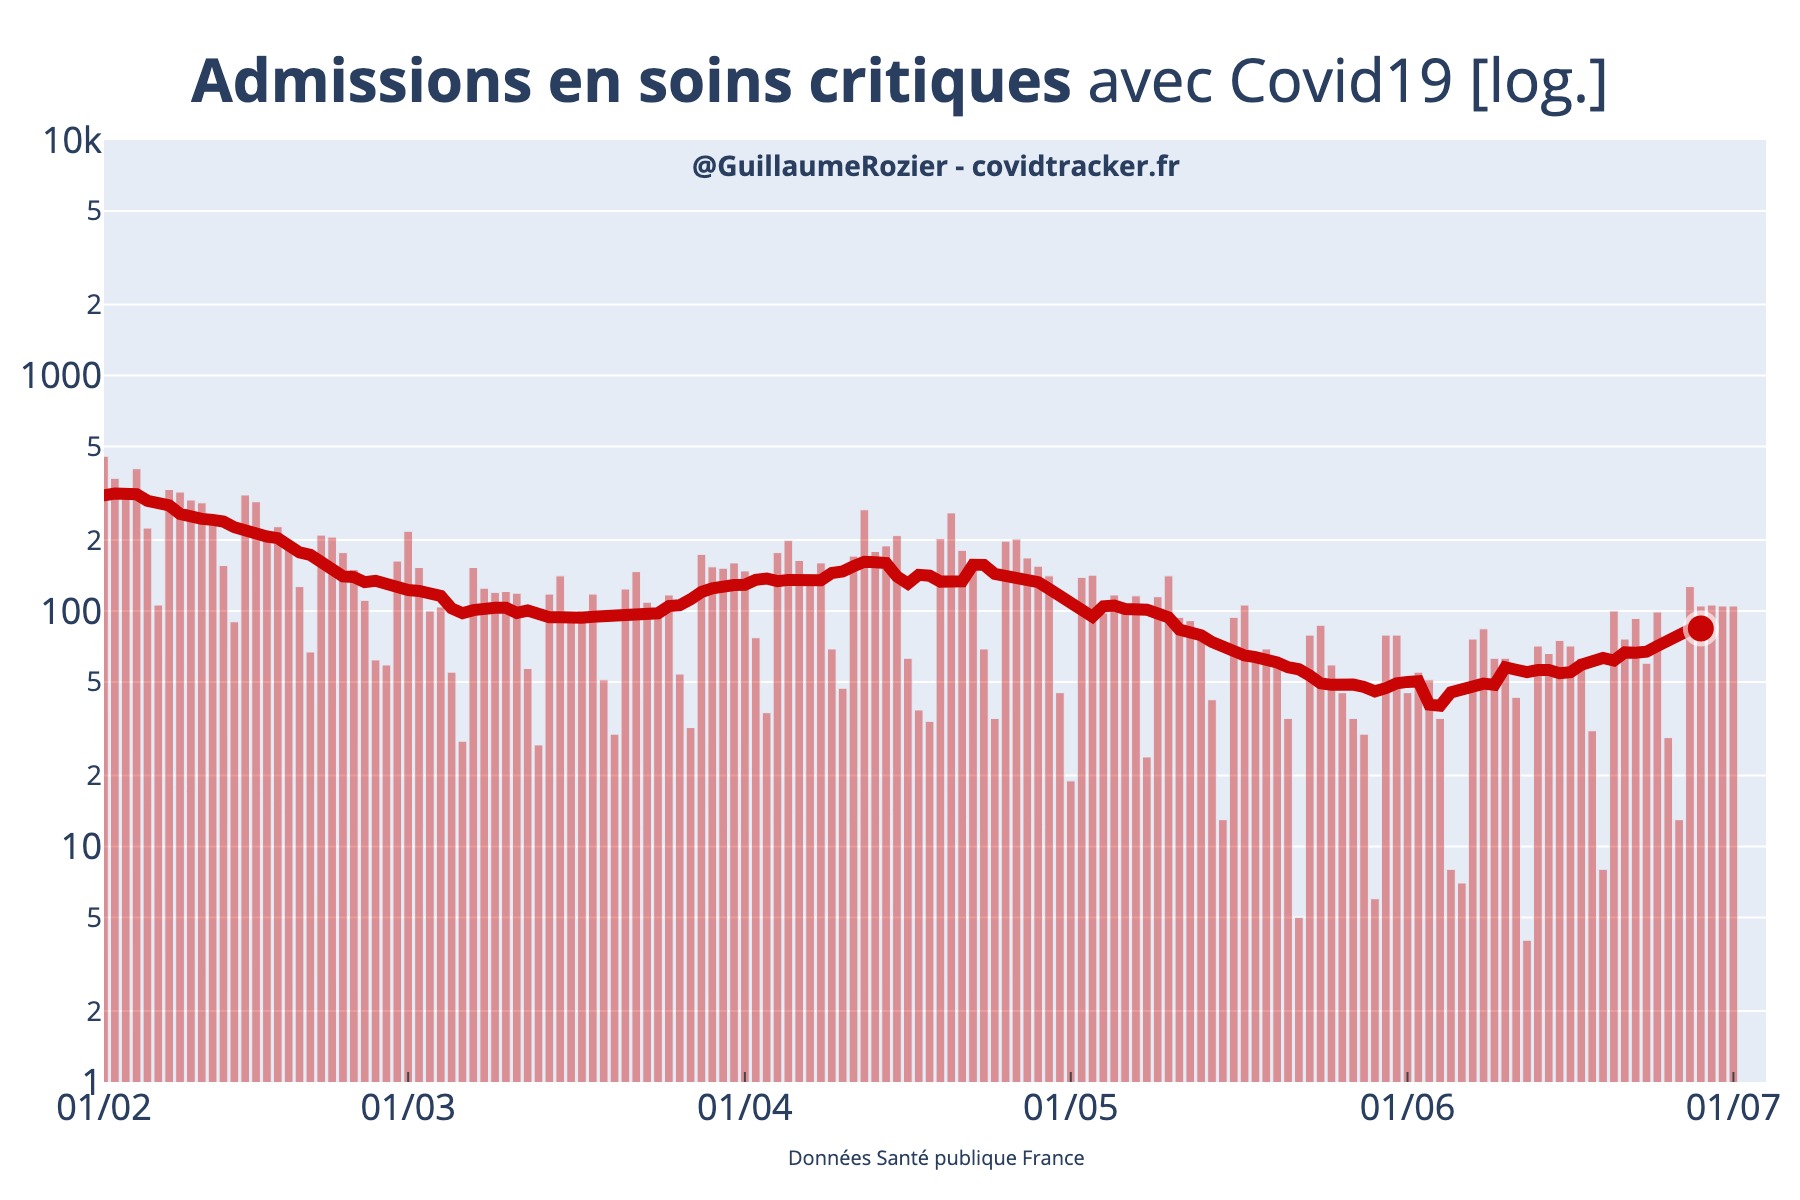 Admissions en soins critiques avec Covid19 [log.]
@GuillaumeRozier - covidtracker.fr
10k
5
2
1000
5
2
100
5
2
10
5
2
1
01/02 01/03 01/04 01/05 01/06 01/07
Données Santé publique France